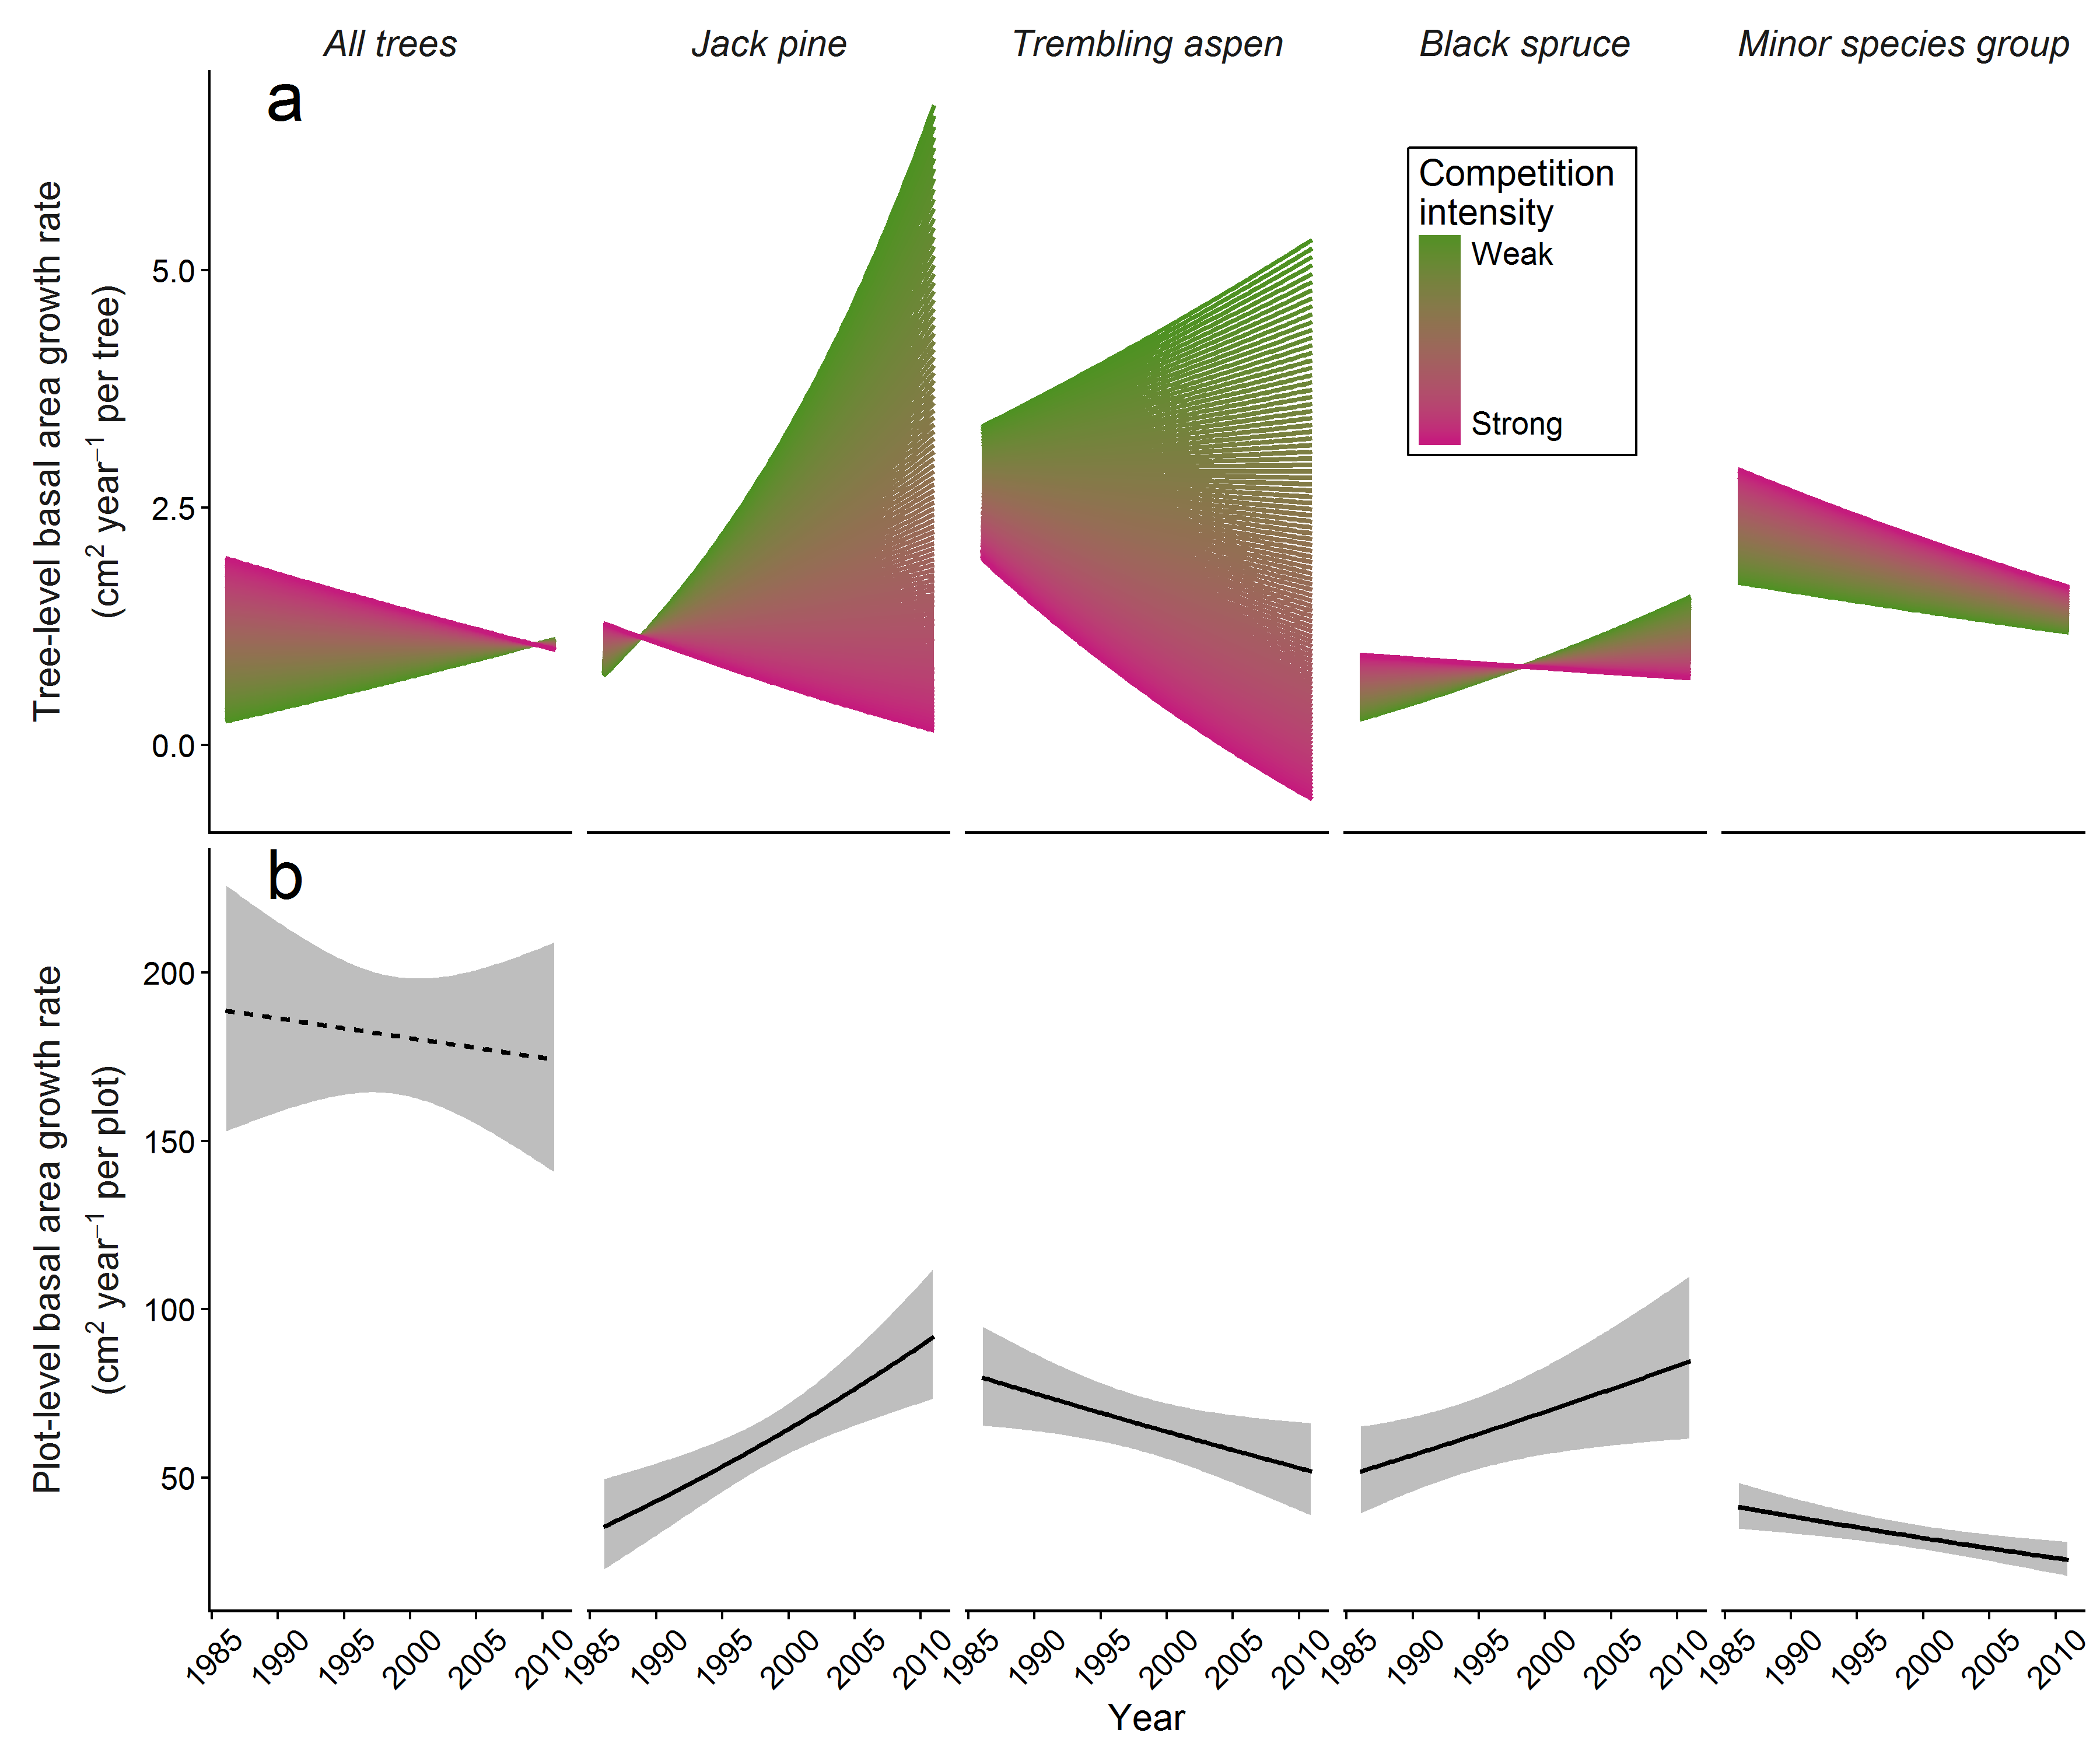 All trees
Jack pine
Trembling aspen
Black spruce
Minor species group
a
Tree-level basal area growth rate
(cm² year⁻¹ per tree)
5.0
2.5
0.0
Competition
intensity
Weak
Strong
b
Plot-level basal area growth rate
(cm² year⁻¹ per plot)
200
150
100
50
1985 1990 1995 2000 2005 2010 1985 1990 1995 2000 2005 2010 1985 1990 1995 2000 2005 2010 1985 1990 1995 2000 2005 2010 1985 1990 1995 2000 2005 2010
Year